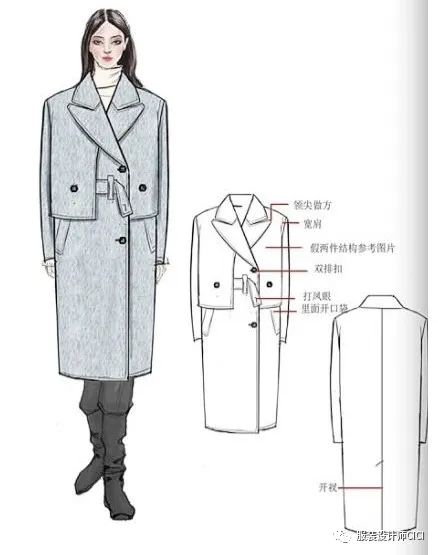 领尖做方
宽肩
假两件结构参考图片
双排扣
打风眼
里面开口袋
开衩
服装设计师CiCi